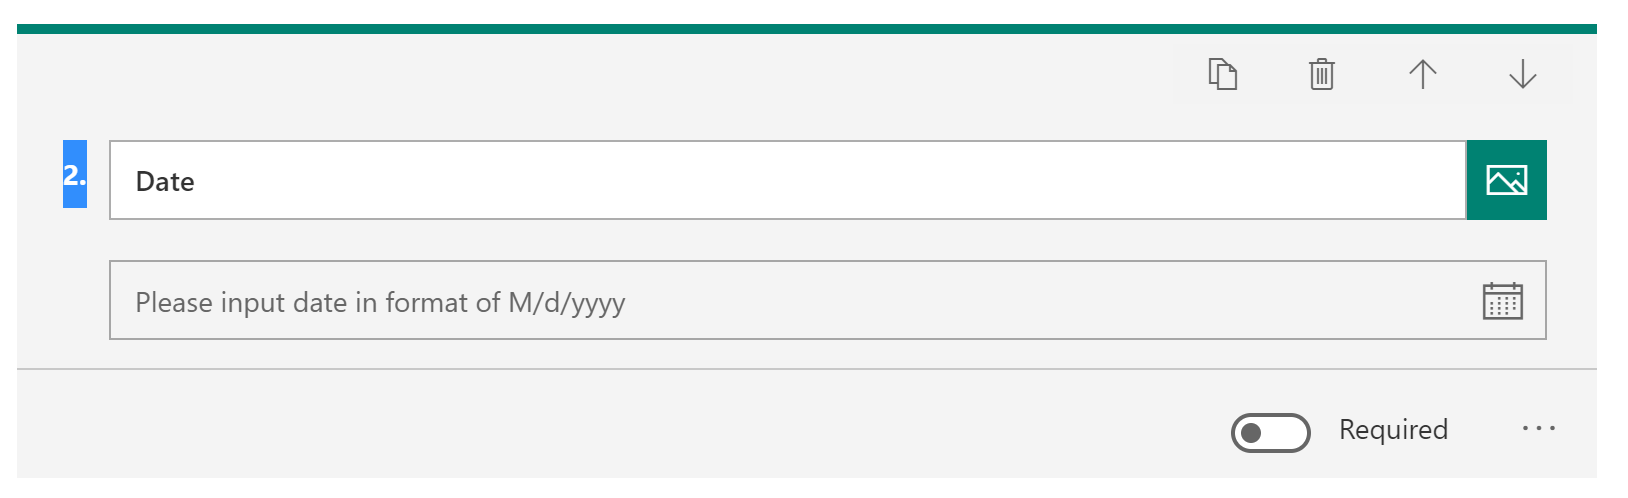 2.
Date
Please input date in format of M/d/yyyy
Required